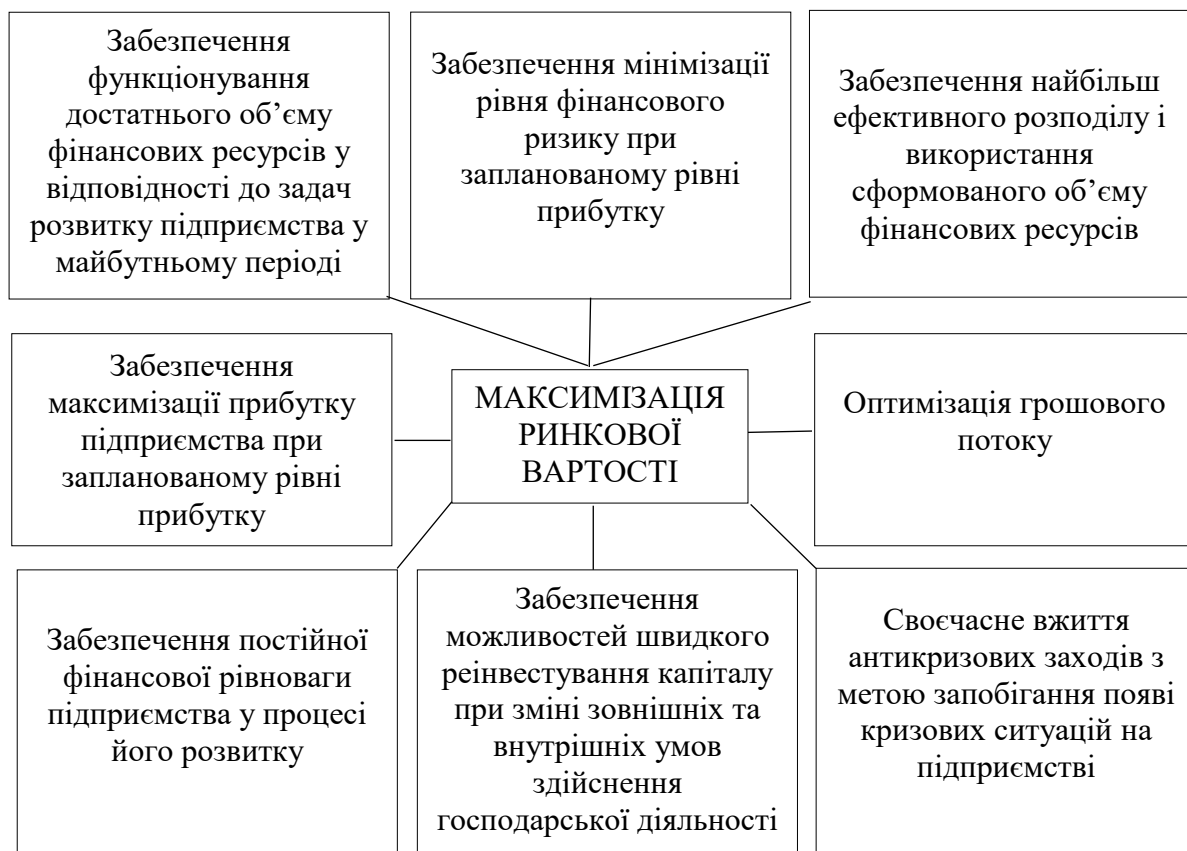 Забезпечення
функціонування
достатнього об’єму
фінансових ресурсів у
відповідності до задач
розвитку підприємства у
майбутньому періоді
Забезпечення мінімізації
рівня фінансового
ризику при
запланованому рівні
прибутку
Забезпечення найбільш
ефективного розподілу і
використання
сформованого об’єму
фінансових ресурсів
Забезпечення
максимізації прибутку
підприємства при
запланованому рівні
прибутку
МАКСИМІЗАЦІЯ
РИНКОВОЇ
ВАРТОСТІ
Оптимізація грошового
потоку
Забезпечення постійної
фінансової рівноваги
підприємства у процесі
його розвитку
Забезпечення
можливостей швидкого
реінвестування капіталу
при зміні зовнішніх та
внутрішніх умов
здійснення
господарської діяльності
Своєчасне вжиття
антикризових заходів з
метою запобігання появі
кризових ситуацій на
підприємстві